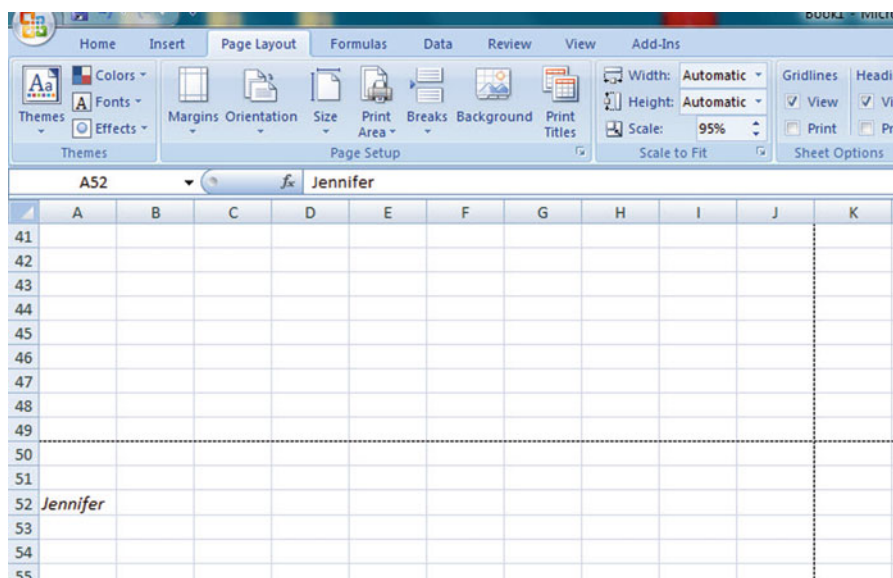 Book1 - Micr
Home Insert Page Layout Formulas Data Review View Add-Ins
Aa Colors Width: Automatic Gridlines Headi
A Fonts Height: Automatic View Vi
Themes Effects Margins Orientation Size Print Area Breaks Background Print Titles Scale: 95% Print Pr
Themes Page Setup Scale to Fit Sheet Options
A52 fx Jennifer
A B C D E F G H I J K
41
42
43
44
45
46
47
48
49
50
51
52 Jennifer
53
54
55